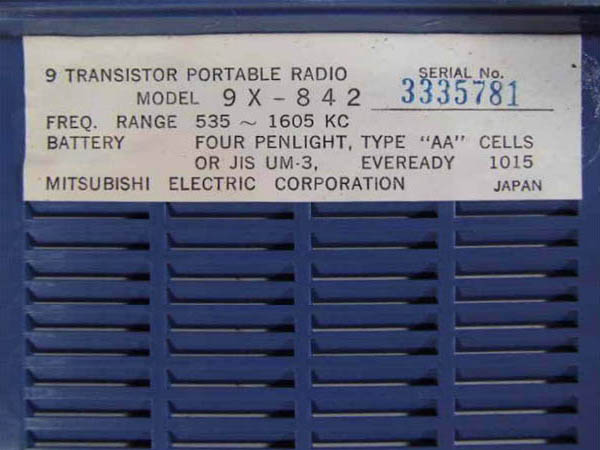 9 TRANSISTOR PORTABLE RADIO SERIAL No.
MODEL 9X-842 3335781
FREQ. RANGE 535 ~ 1605 KC
BATTERY FOUR PENLIGHT, TYPE "AA" CELLS
OR JIS UM-3, EVEREADY 1015
MITSUBISHI ELECTRIC CORPORATION JAPAN